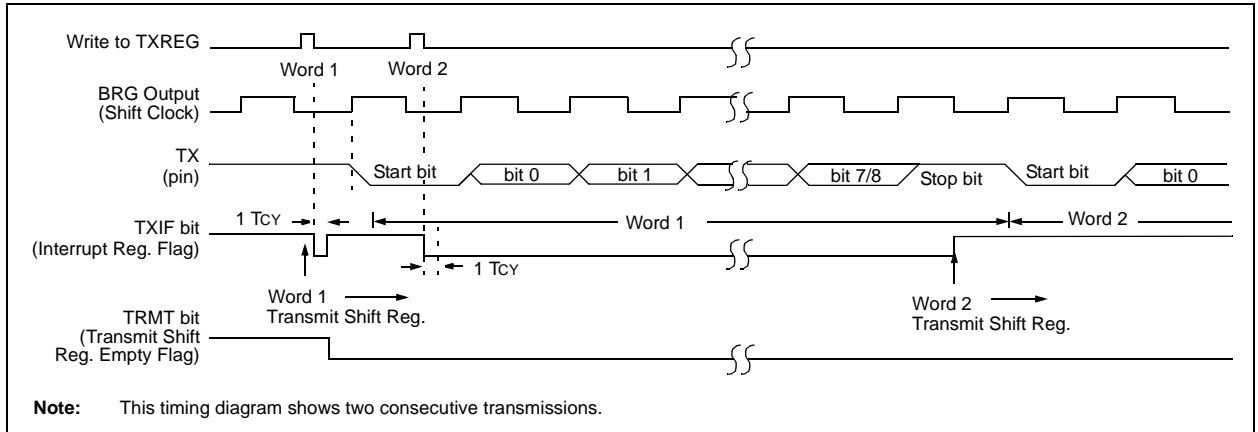 Write to TXREG
Word 1
Word 2
BRG Output
(Shift Clock)
TX
(pin)
Start bit
bit 0
bit 1
bit 7/8
Stop bit
Start bit
bit 0
1 TCY
Word 1
Word 2
TXIF bit
(Interrupt Reg. Flag)
1 TCY
Word 1
Transmit Shift Reg.
Word 2
Transmit Shift Reg.
TRMT bit
(Transmit Shift
Reg. Empty Flag)
Note: This timing diagram shows two consecutive transmissions.